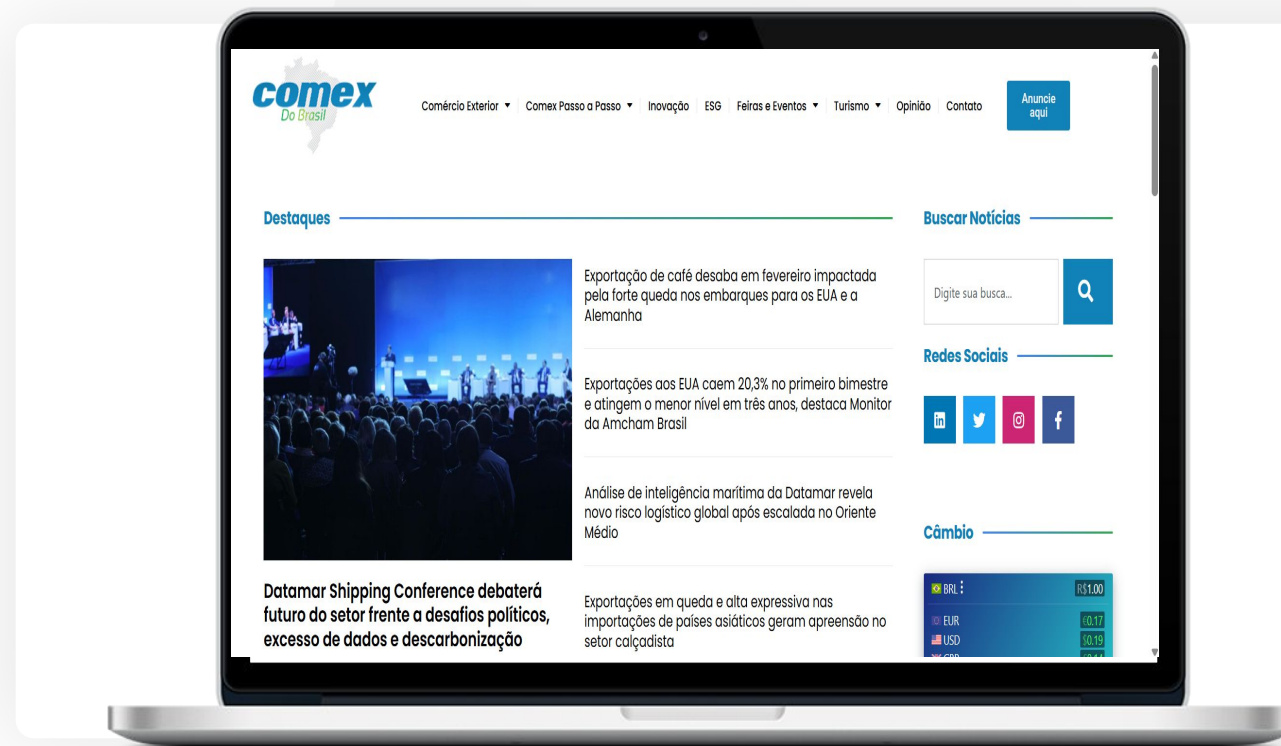 comex
Do Brasil
Comércio Exterior
Comex Passo a Passo
Inovação
ESG
Feiras e Eventos
Turismo
Opinião
Contato
Anuncie
aqui
Destaques
Datamar Shipping Conference debaterá
futuro do setor frente a desafios políticos,
excesso de dados e descarbonização
Exportação de café desaba em fevereiro impactada
pela forte queda nos embarques para os EUA e a
Alemanha
Exportações aos EUA caem 20,3% no primeiro bimestre
e atingem o menor nível em três anos, destaca Monitor
da Amcham Brasil
Análise de inteligência marítima da Datamar revela
novo risco logístico global após escalada no Oriente
Médio
Exportações em queda e alta expressiva nas
importações de países asiáticos geram apreensão no
setor calçadista
Buscar Notícias
Digite sua busca...
Redes Sociais
in
f
Câmbio
BRL R$1.00
EUR €0.17
USD $0.19